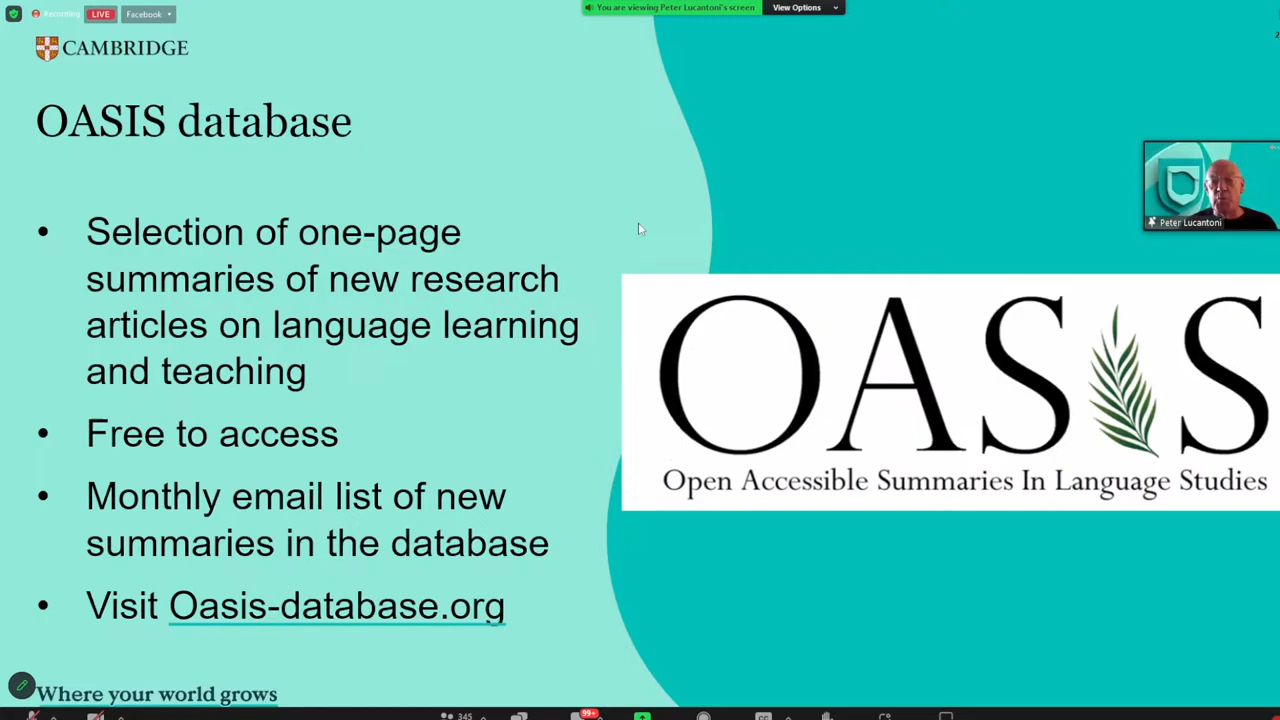 Recording
LIVE
Facebook
You are viewing Peter Lucantoni's screen
View Options
CAMBRIDGE
OASIS database
• Selection of one-page
summaries of new research
articles on language learning
and teaching
• Free to access
• Monthly email list of new
summaries in the database
• Visit Oasis-database.org
Peter Lucantoni
OASIS
Open Accessible Summaries In Language Studies
Where your world grows
345
99+